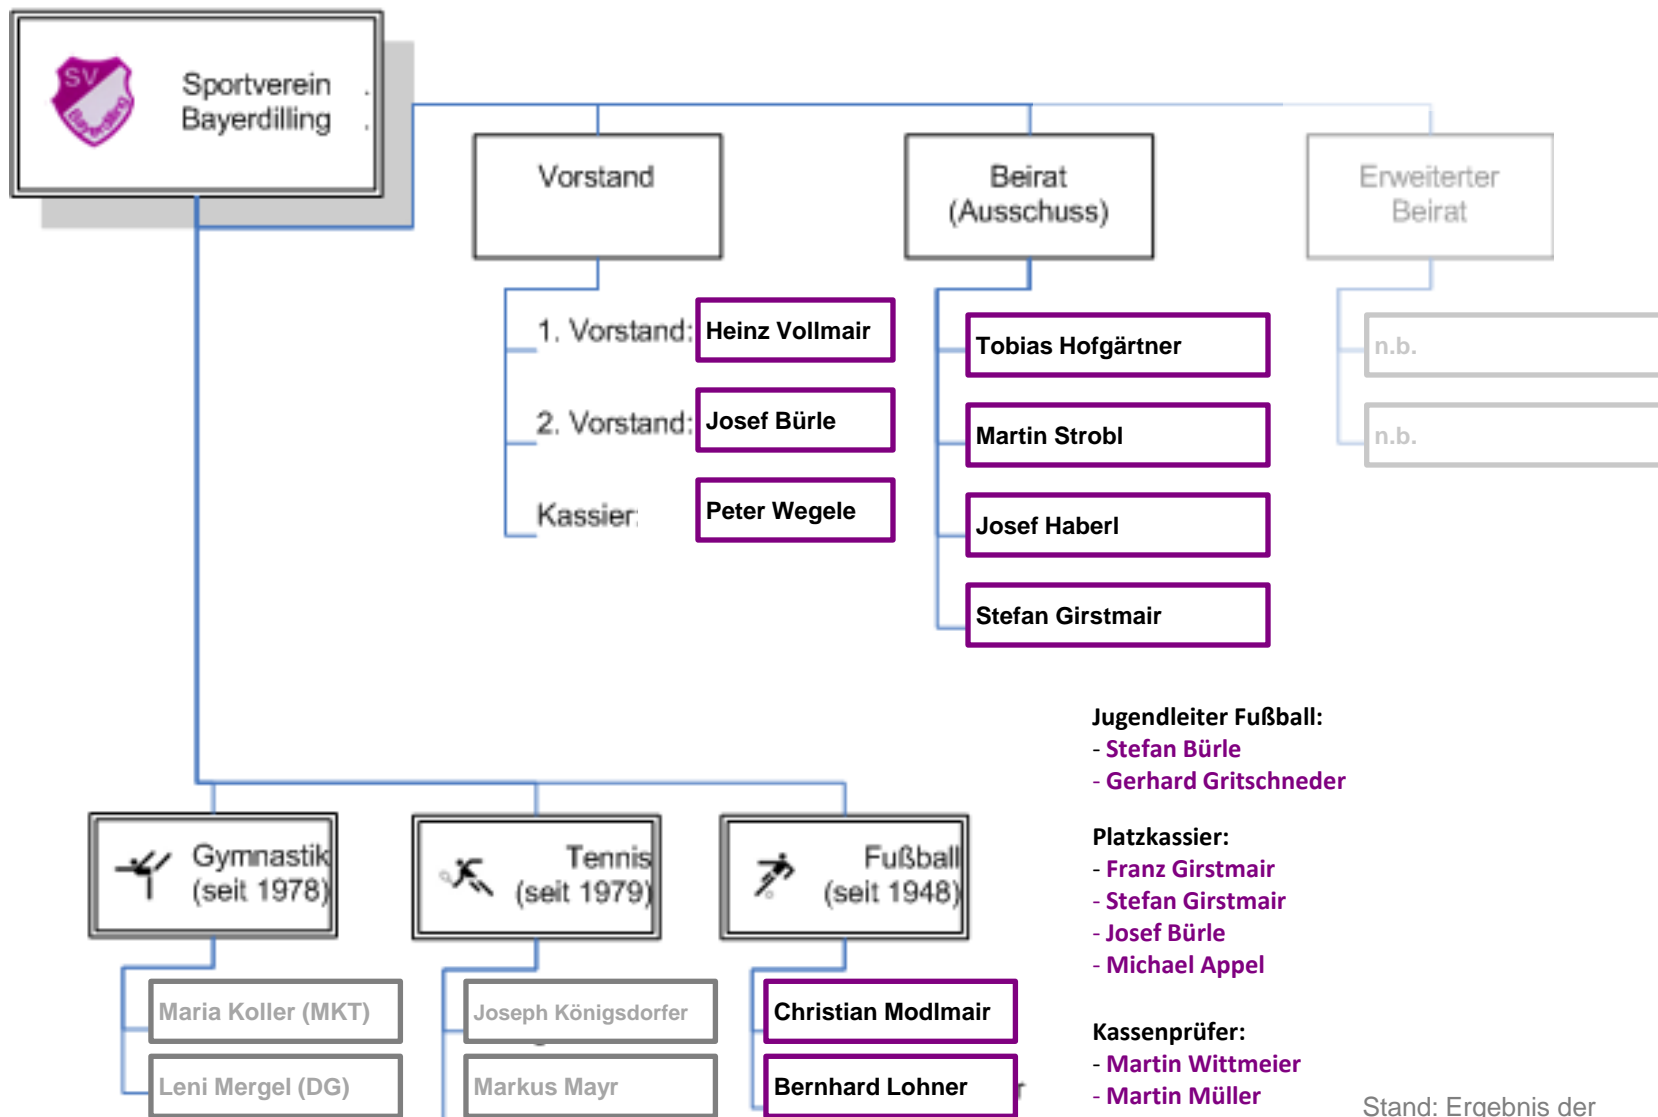 SV
Bayerdilling
Sportverein .
Bayerdilling .
Vorstand
Beirat
(Ausschuss)
Erweiterter
Beirat
1. Vorstand: Heinz Vollmair
2. Vorstand: Josef Bürle
Kassier: Peter Wegele
Tobias Hofgärtner
Martin Strobl
Josef Haberl
Stefan Girstmair
n.b.
n.b.
Jugendleiter Fußball:
- Stefan Bürle
- Gerhard Gritschneder
Platzkassier:
- Franz Girstmair
- Stefan Girstmair
- Josef Bürle
- Michael Appel
Kassenprüfer:
- Martin Wittmeier
- Martin Müller
Gymnastik
(seit 1978)
Maria Koller (MKT)
Leni Mergel (DG)
Tennis
(seit 1979)
Joseph Königsdorfer
Markus Mayr
Fußball
(seit 1948)
Christian Modlmair
Bernhard Lohner
Stand: Ergebnis der